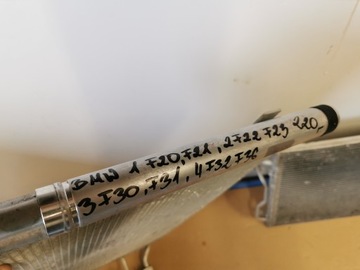 BMW 1 F20, F21, 2 F22 F23 220,-
3 F30, F31, 4 F32 F36